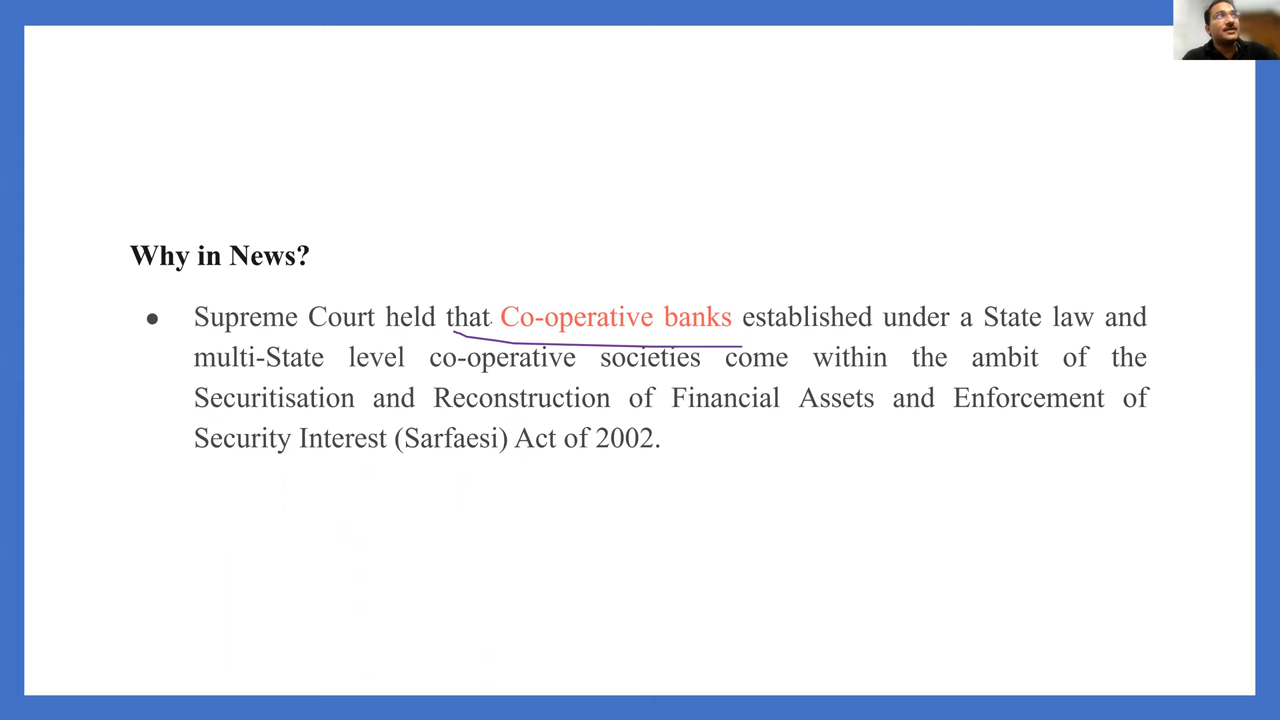 Why in News?
● Supreme Court held that Co-operative banks established under a State law and
multi-State level co-operative societies come within the ambit of the
Securitisation and Reconstruction of Financial Assets and Enforcement of
Security Interest (Sarfaesi) Act of 2002.